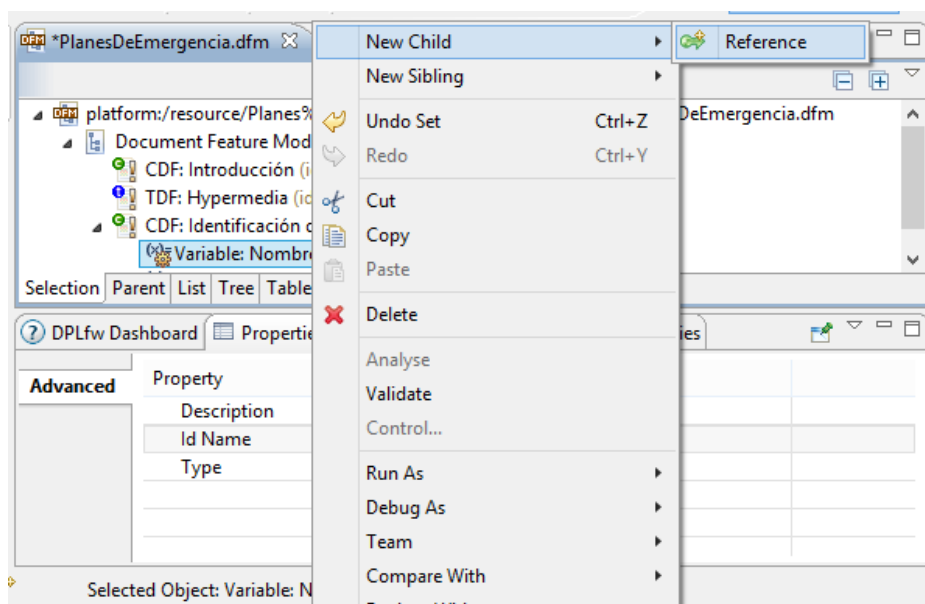 *PlanesDeEmergencia.dfm
New Child
Reference
New Sibling
platform:/resource/Planes%
DeEmergencia.dfm
Undo Set Ctrl+Z
Document Feature Mod
Redo Ctrl+Y
CDF: Introducción (i
TDF: Hypermedia (id
Cut
CDF: Identificación d
Copy
Variable: Nombre
Paste
Selection Parent List Tree Table
Delete
DPLfw Dashboard Propertie
ies
Analyse
Advanced
Property
Validate
Description
Control...
Id Name
Type
Run As
Debug As
Team
Compare With
Selected Object: Variable: N